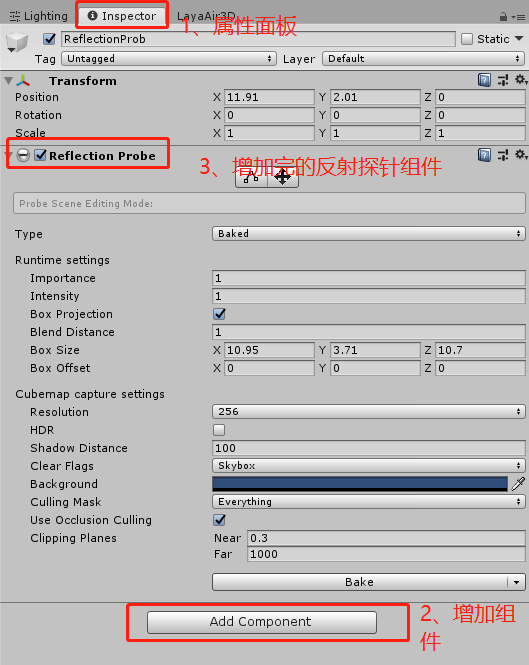 Lighting Inspector LayaAir3D
1、属性面板
ReflectionProb Static
Tag Untagged Layer Default
Transform
Position X 11.91 Y 2.01 Z 0
Rotation X 0 Y 0 Z 0
Scale X 1 Y 1 Z 1
Reflection Probe
3、增加完的反射探针组件
Probe Scene Editing Mode:
Type Baked
Runtime settings
Importance 1
Intensity 1
Box Projection
Blend Distance 1
Box Size X 10.95 Y 3.71 Z 10.7
Box Offset X 0 Y 0 Z 0
Cubemap capture settings
Resolution 256
HDR
Shadow Distance 100
Clear Flags Skybox
Background
Culling Mask Everything
Use Occlusion Culling
Clipping Planes Near 0.3
Far 1000
Bake
Add Component
2、增加组
件